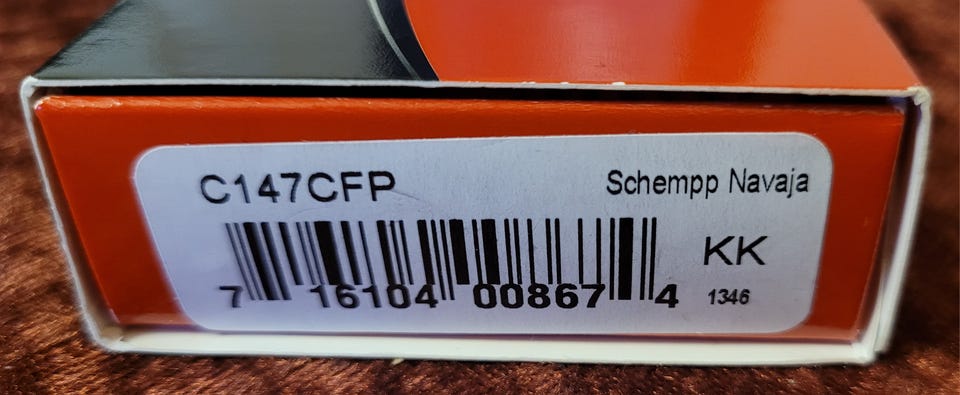 C147CFP Schempp Navaja
KK
7 16104 00867 4 1346